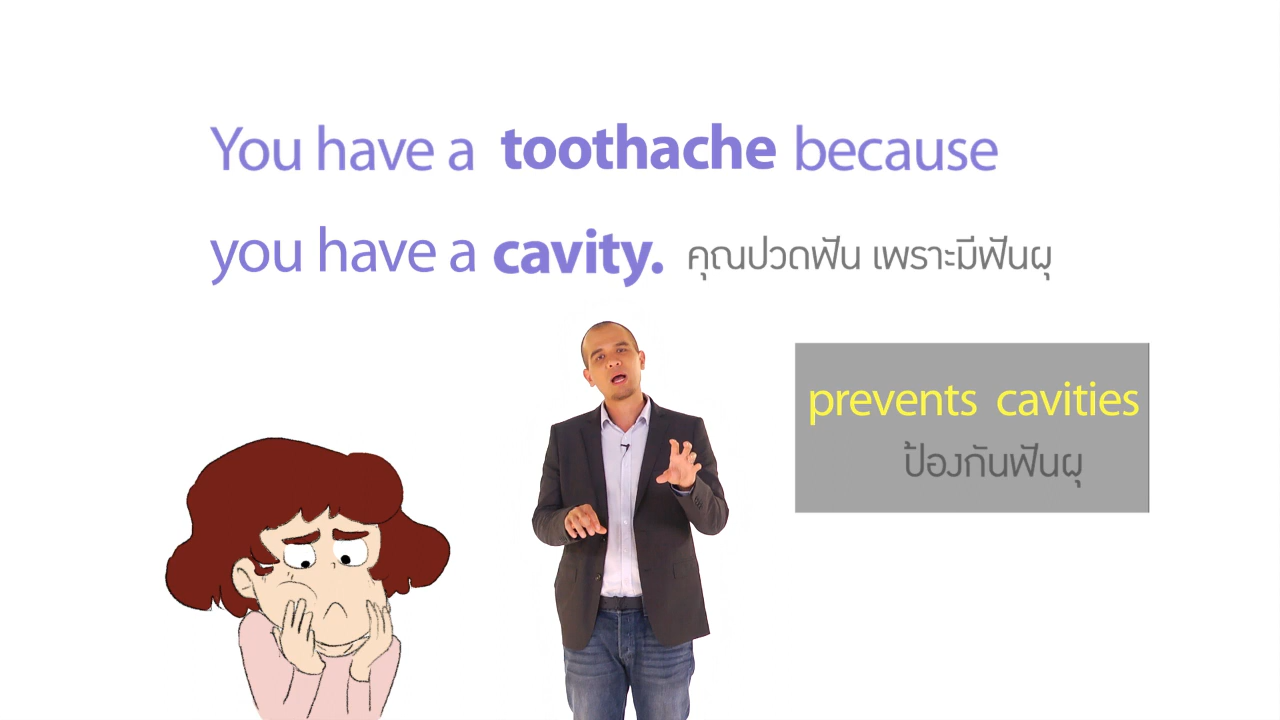 You have a toothache because
you have a cavity. คุณปวดฟัน เพราะมีฟันผุ
prevents cavities
ป้องกันฟันผุ